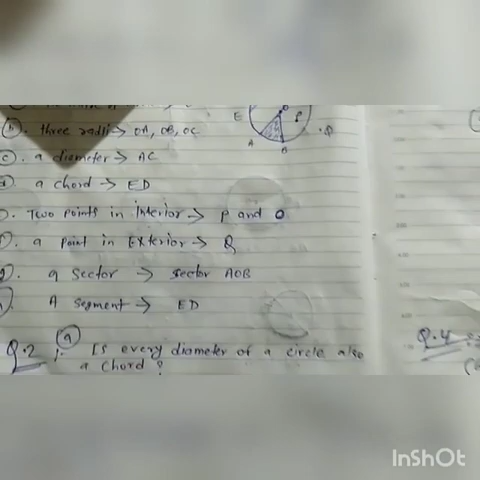 E
P
.Q
A
B
(b). three radii → OA, OB, OC
(c). a diameter → AC
a chord → ED
Two points in interior → P and O
a point in Exterior → Q
a sector → sector AOB
A segment → ED
Q.2 (a) Is every diameter of a circle also
a chord ?
Q.4
InShOt